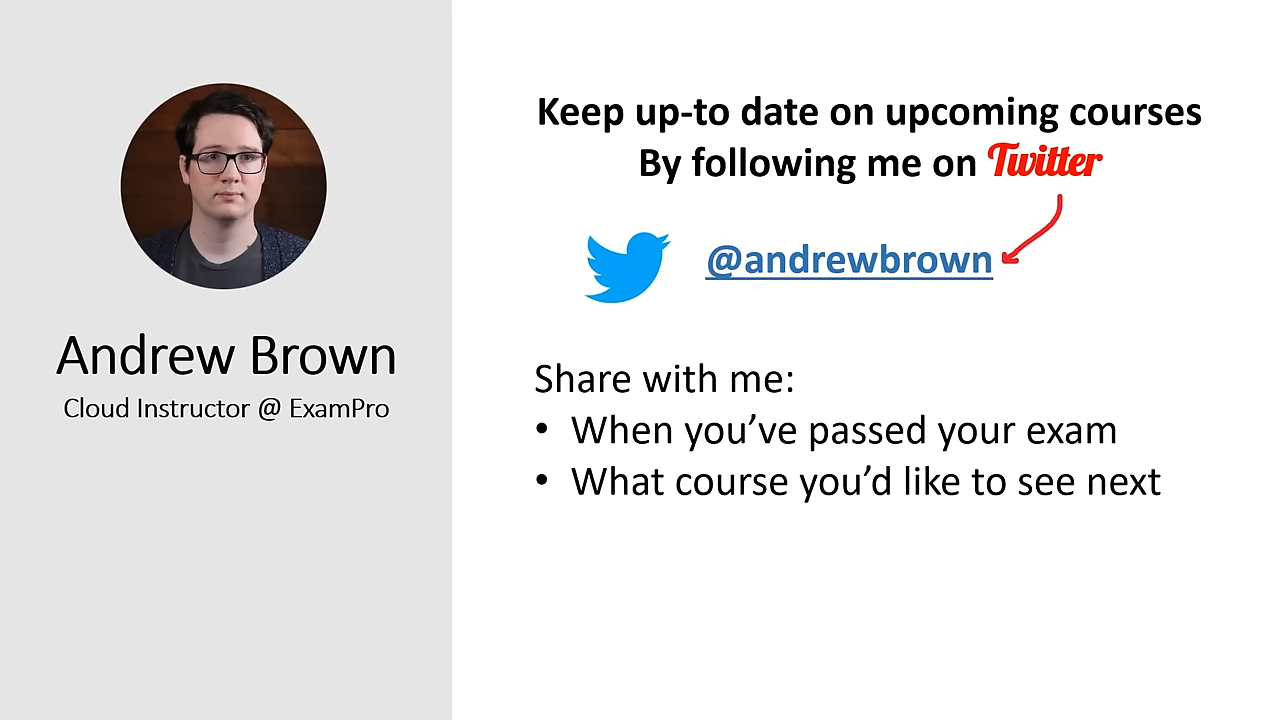 Andrew Brown
Cloud Instructor @ ExamPro
Keep up-to date on upcoming courses
By following me on Twitter
@andrewbrown
Share with me:
• When you’ve passed your exam
• What course you’d like to see next